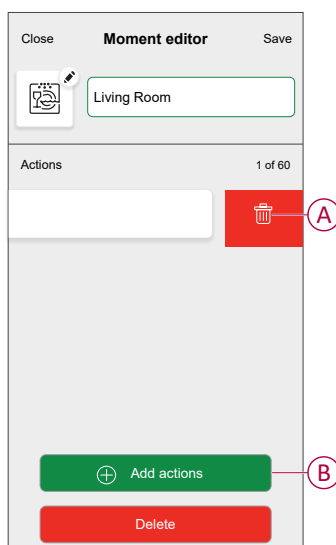 Close Moment editor Save
Living Room
Actions 1 of 60
A
Add actions B
Delete